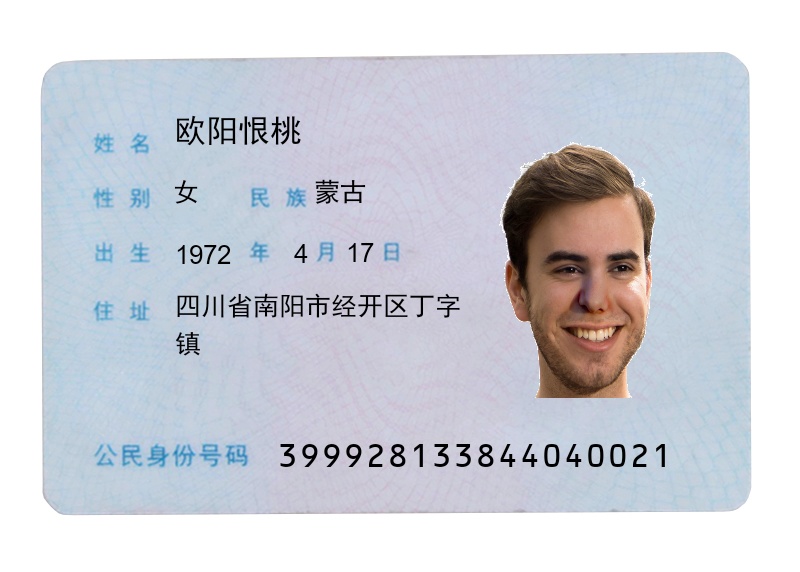 姓名 欧阳恨桃
性别 女 民族 蒙古
出生 1972 年 4 月 17 日
住址 四川省南阳市经开区丁字
镇
公民身份号码 399928133844040021